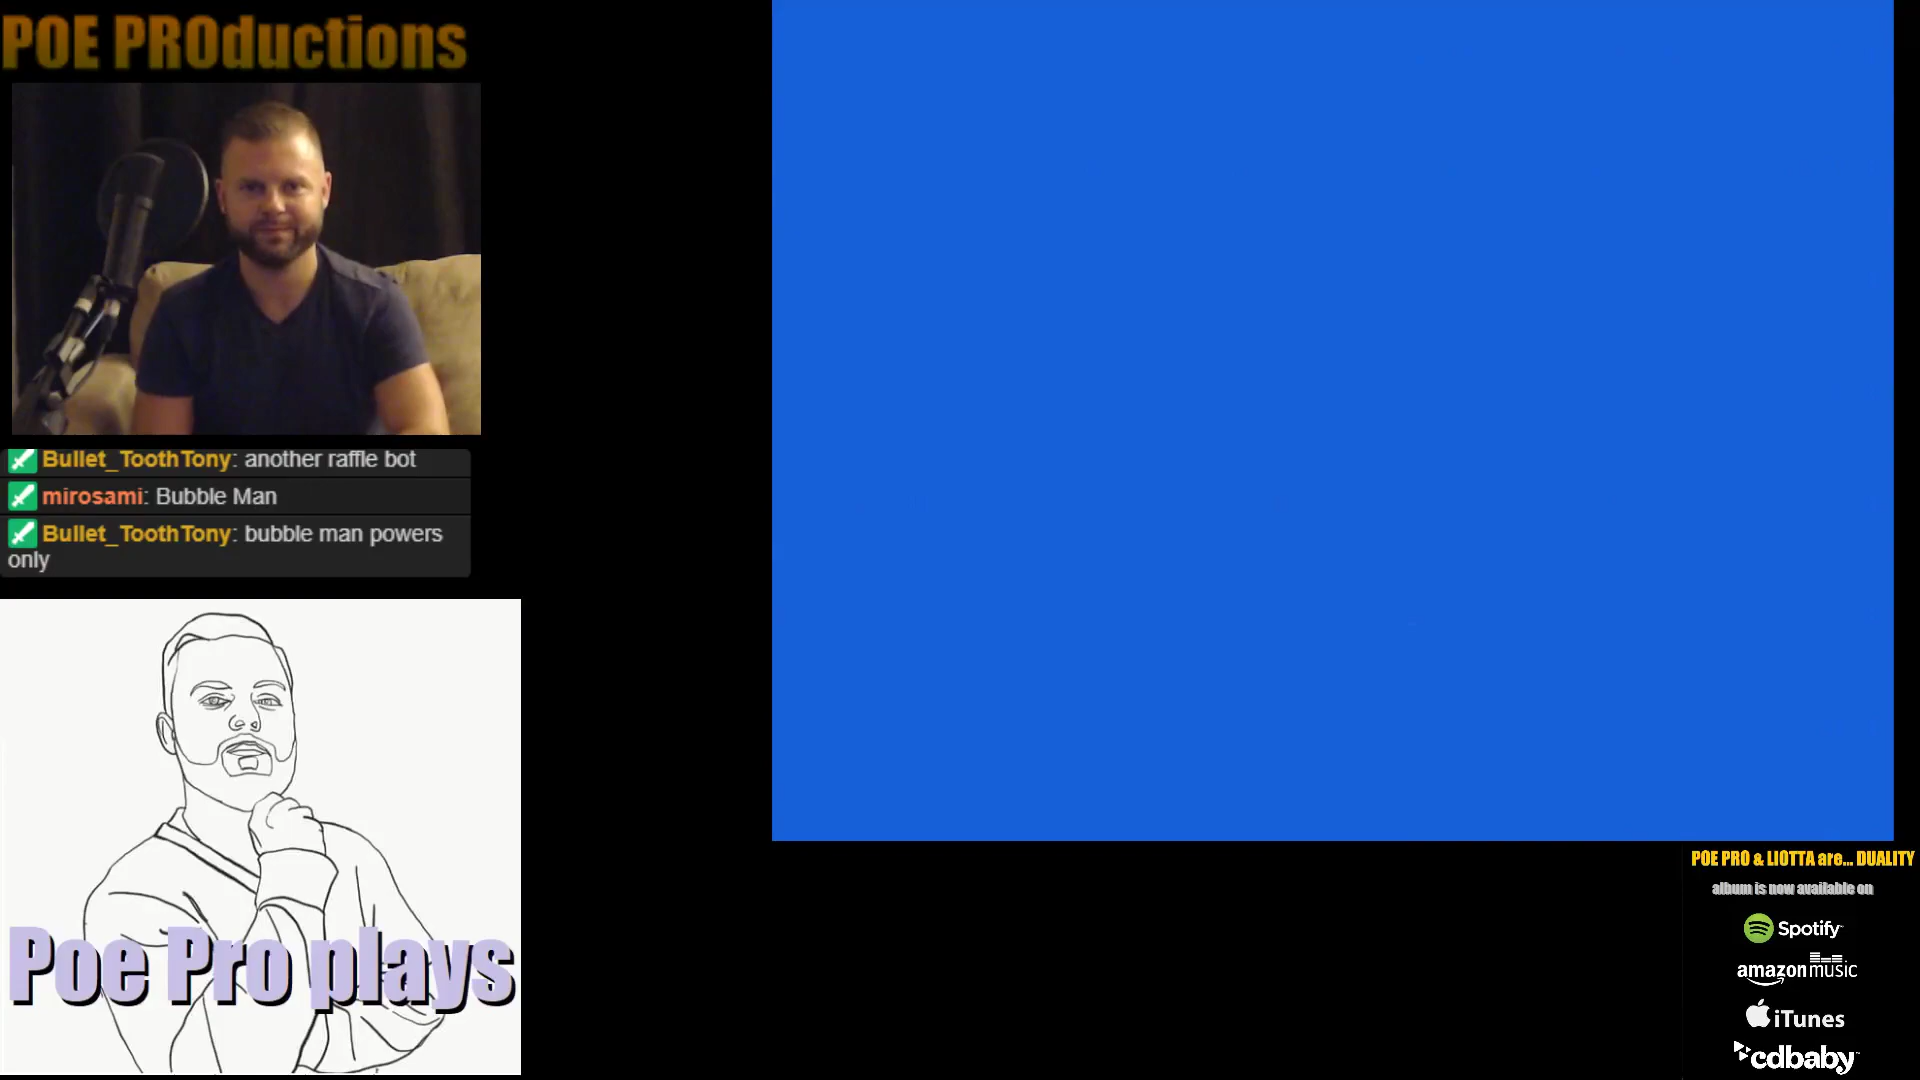 POE PROductions
Bullet_ToothTony: another raffle bot
mirosami: Bubble Man
Bullet_ToothTony: bubble man powers
only
Poe Pro plays
POE PRO & LIOTTA are... DUALITY
album is now available on
Spotify
amazon music
iTunes
cdbaby